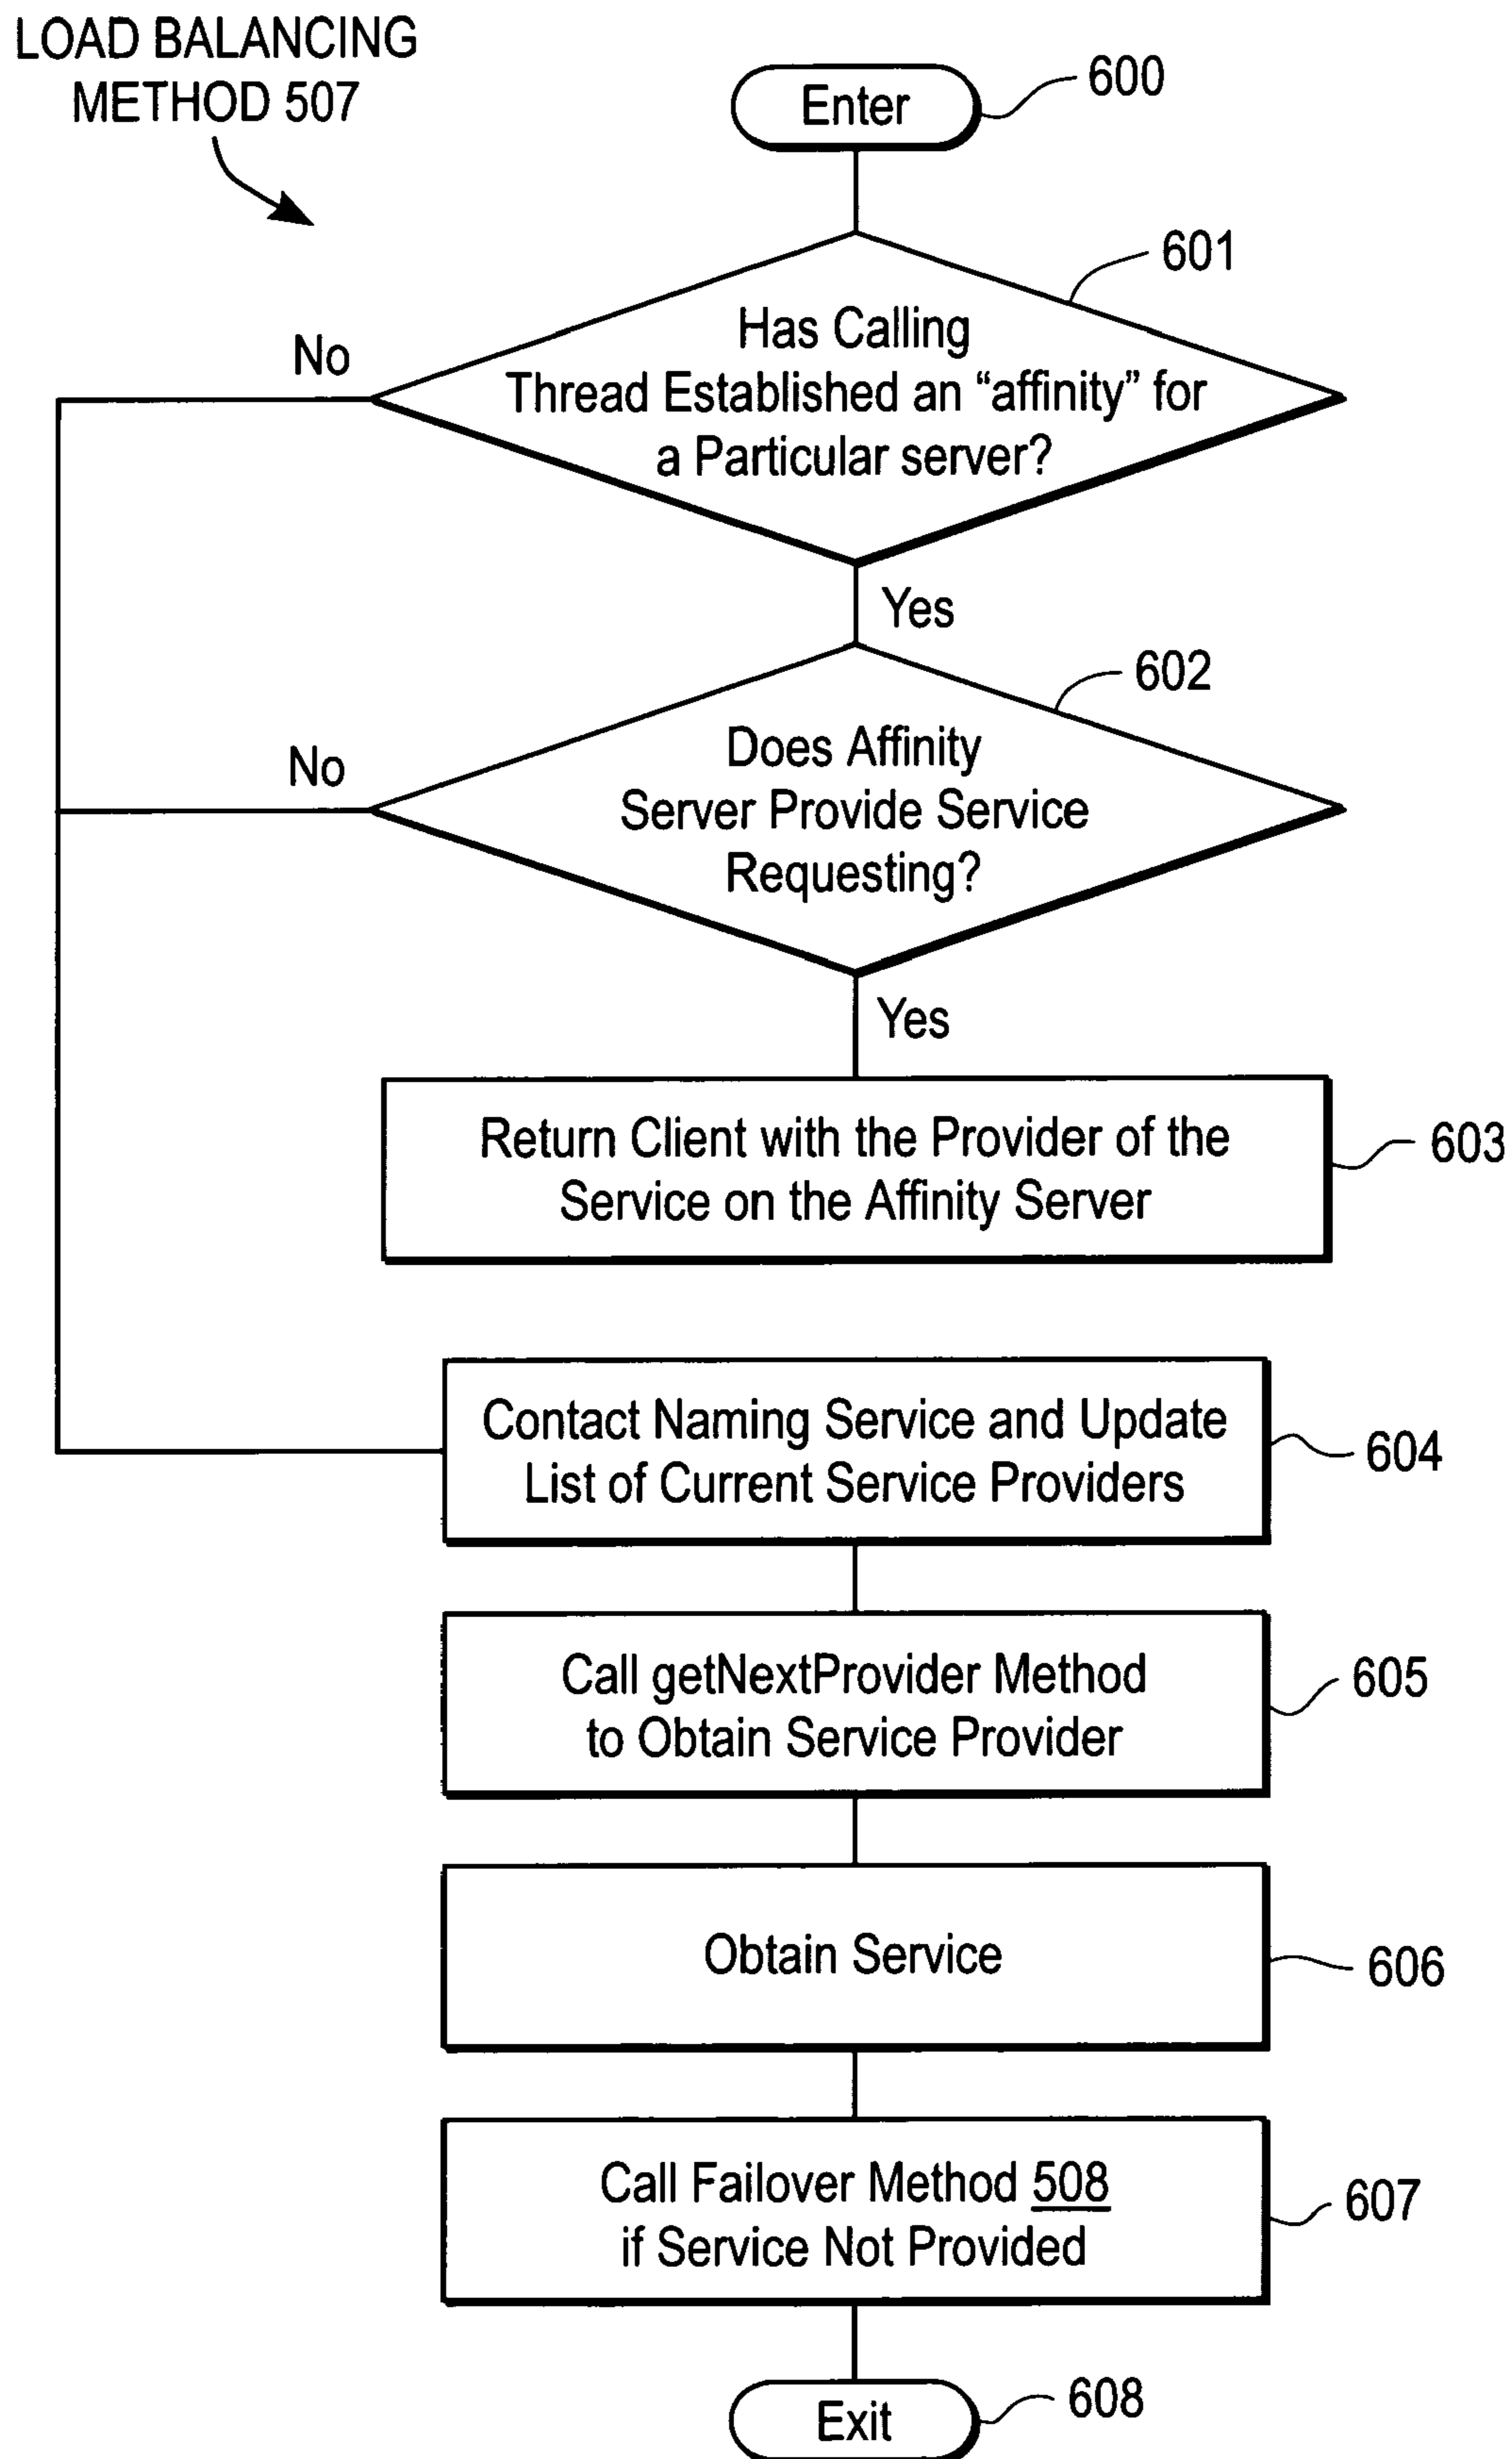 LOAD BALANCING
METHOD 507
Enter
600
601
Has Calling
Thread Established an “affinity” for
a Particular server?
No
Yes
602
Does Affinity
Server Provide Service
Requesting?
No
Yes
Return Client with the Provider of the
Service on the Affinity Server
603
Contact Naming Service and Update
List of Current Service Providers
604
Call getNextProvider Method
to Obtain Service Provider
605
Obtain Service
606
Call Failover Method 508
if Service Not Provided
607
Exit
608